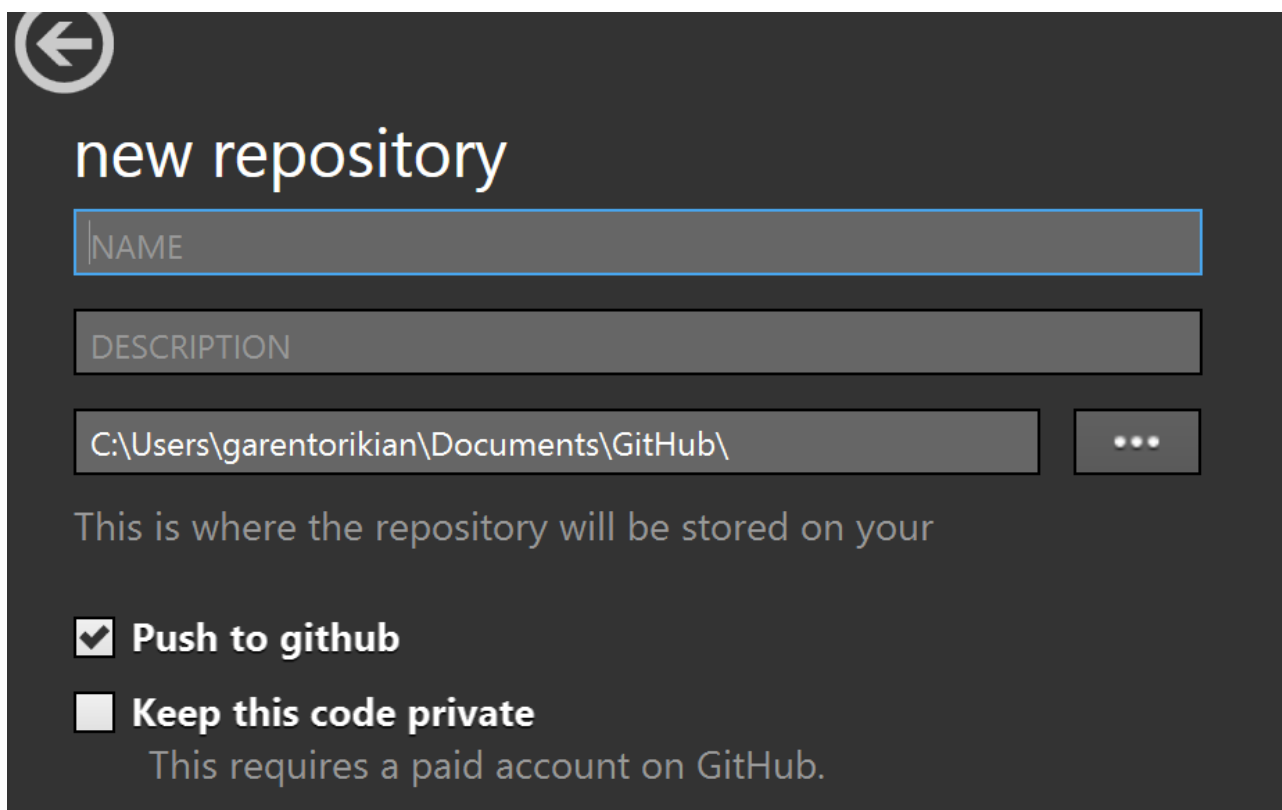 new repository
NAME
DESCRIPTION
C:\Users\garentorikian\Documents\GitHub\
This is where the repository will be stored on your
Push to github
Keep this code private
This requires a paid account on GitHub.